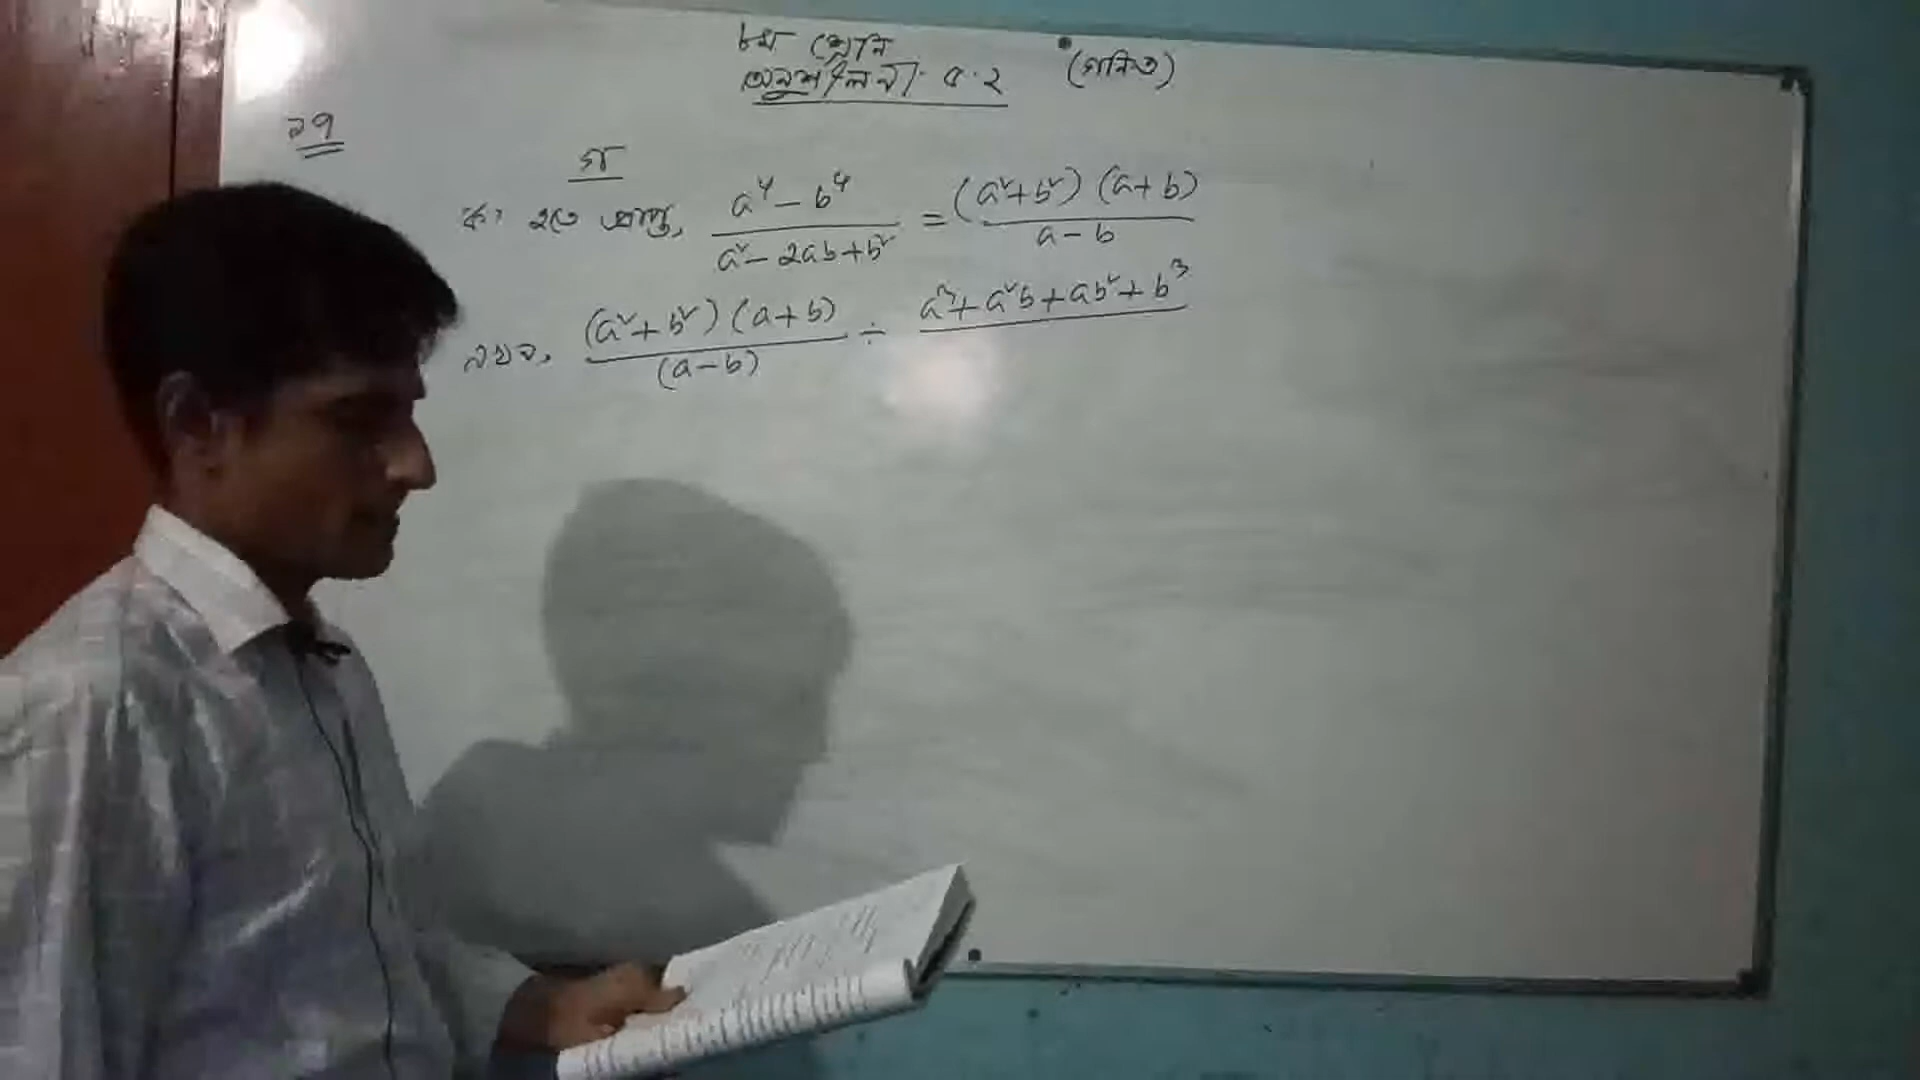 ৮ম শ্রেনি
অনুশীলনী ৫.২ (গনিত)
২৭
গ
ক হতে প্রাপ্ত, a⁴ - b⁴ / a² - 2ab + b² = (a² + b²) (a + b) / a - b
এখন, (a² + b²) (a + b) / (a - b) ÷ a³ + a²b + ab² + b³